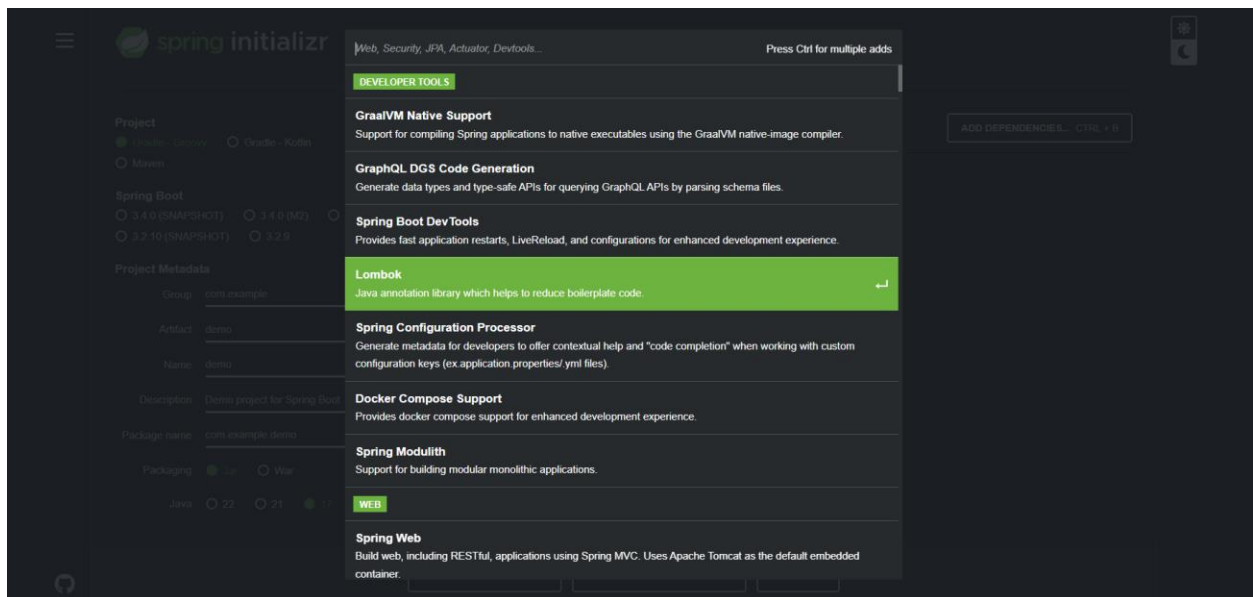 spring initializr
Web, Security, JPA, Actuator, Devtools...
Press Ctrl for multiple adds
DEVELOPER TOOLS
GraalVM Native Support
Support for compiling Spring applications to native executables using the GraalVM native-image compiler.
GraphQL DGS Code Generation
Generate data types and type-safe APIs for querying GraphQL APIs by parsing schema files.
Spring Boot DevTools
Provides fast application restarts, LiveReload, and configurations for enhanced development experience.
Lombok
Java annotation library which helps to reduce boilerplate code.
Spring Configuration Processor
Generate metadata for developers to offer contextual help and "code completion" when working with custom
configuration keys (ex.application.properties/.yml files).
Docker Compose Support
Provides docker compose support for enhanced development experience.
Spring Modulith
Support for building modular monolithic applications.
WEB
Spring Web
Build web, including RESTful, applications using Spring MVC. Uses Apache Tomcat as the default embedded
container.
Project
Gradle - Groovy
Gradle - Kotlin
Maven
Spring Boot
3.4.0 (SNAPSHOT)
3.4.0 (M2)
3.2.10 (SNAPSHOT)
3.2.9
Project Metadata
Group
com.example
Artifact
demo
Name
demo
Description
Demo project for Spring Boot
Package name
com.example.demo
Packaging
Jar
War
Java
22
21
ADD DEPENDENCIES... CTRL + B